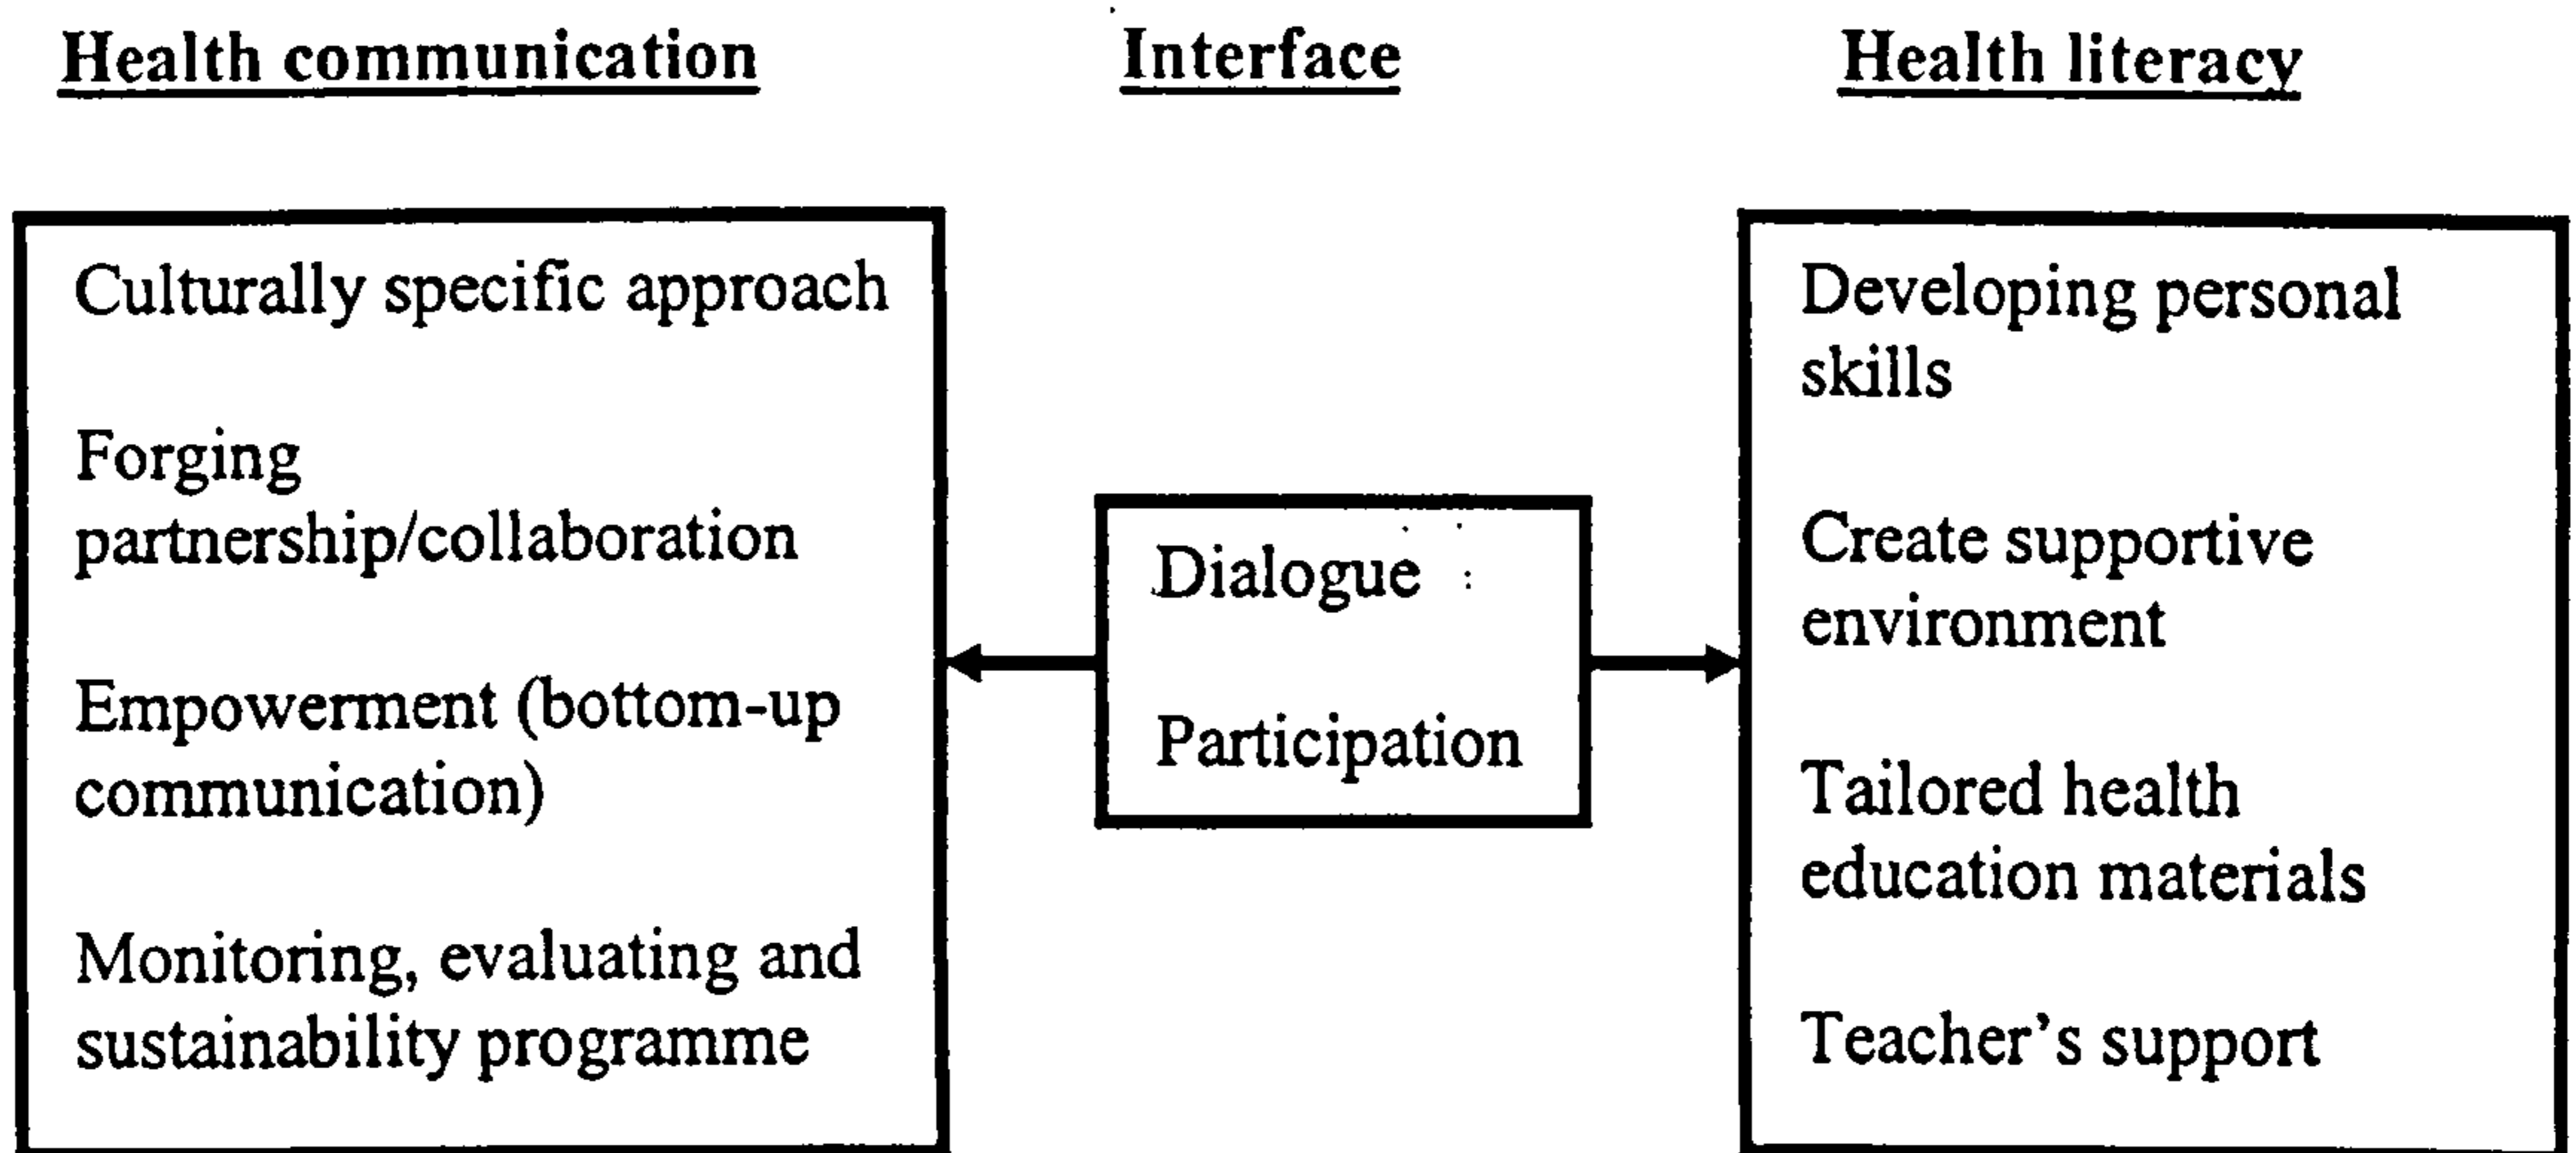 Health communication
Interface
Health literacy
Culturally specific approach
Forging
partnership/collaboration
Empowerment (bottom-up
communication)
Monitoring, evaluating and
sustainability programme
Dialogue
Participation
Developing personal
skills
Create supportive
environment
Tailored health
education materials
Teacher's support